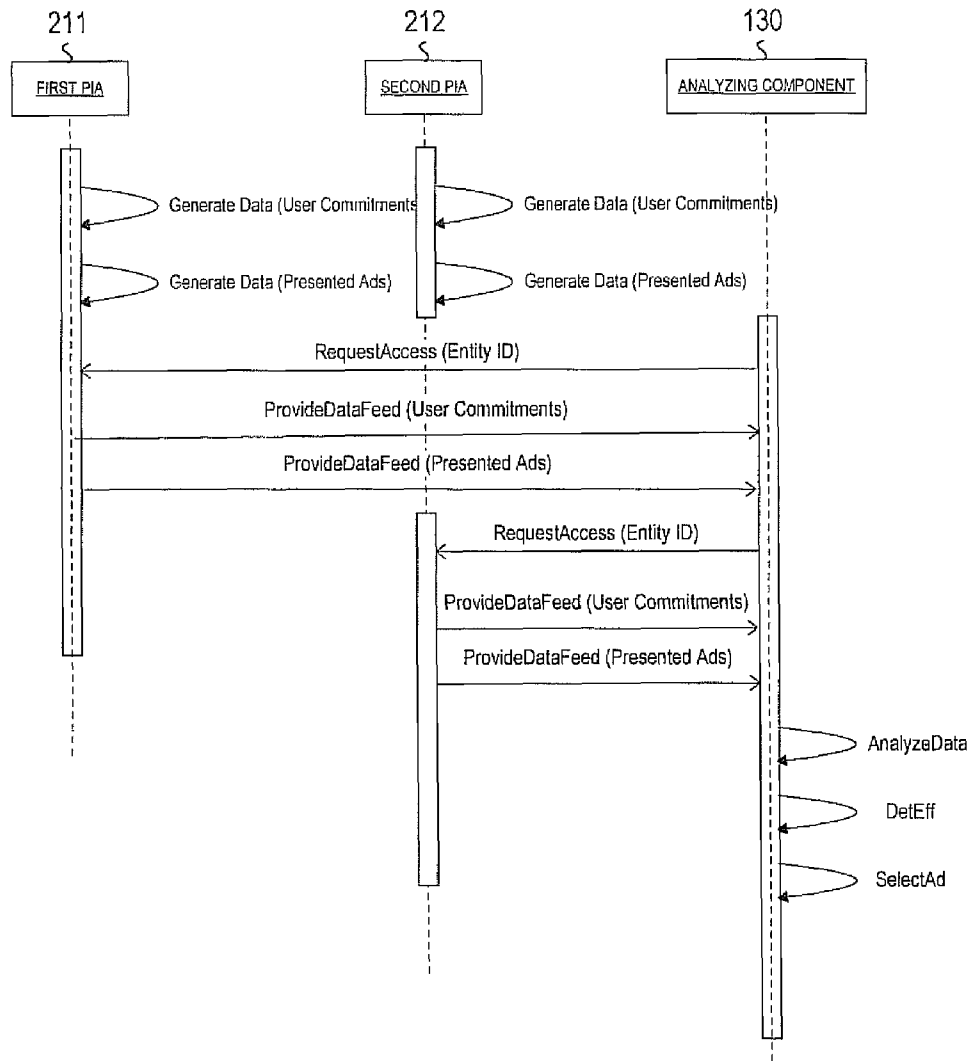 211
212
130
FIRST PIA
SECOND PIA
ANALYZING COMPONENT
Generate Data (User Commitments
Generate Data (User Commitments)
Generate Data (Presented Ads)
Generate Data (Presented Ads)
RequestAccess (Entity ID)
ProvideDataFeed (User Commitments)
ProvideDataFeed (Presented Ads)
RequestAccess (Entity ID)
ProvideDataFeed (User Commitments)
ProvideDataFeed (Presented Ads)
AnalyzeData
DetEff
SelectAd